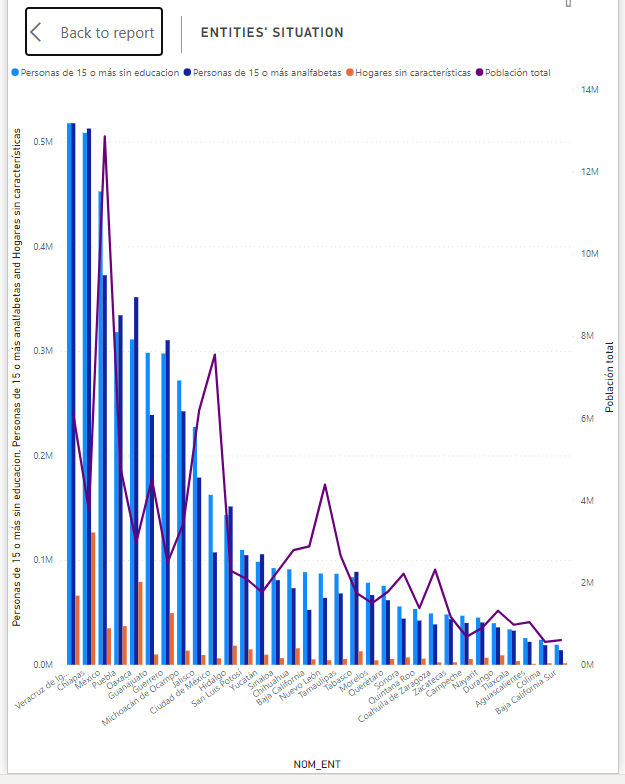 Back to report
ENTITIES' SITUATION
Personas de 15 o más sin educacion
Personas de 15 o más analfabetas
Hogares sin características
Población total
14M
12M
10M
8M
6M
4M
2M
0M
0.5M
0.4M
0.3M
0.2M
0.1M
0.0M
Personas de 15 o más sin educacion, Personas de 15 o más analfabetas and Hogares sin características
Población total
Veracruz de Ig...
Chiapas
México
Puebla
Oaxaca
Guanajuato
Guerrero
Michoacán de Ocampo
Jalisco
Ciudad de México
Hidalgo
San Luis Potosí
Yucatán
Sinaloa
Chihuahua
Baja California
Nuevo León
Tamaulipas
Tabasco
Morelos
Querétaro
Sonora
Quintana Roo
Coahuila de Zaragoza
Zacatecas
Campeche
Nayarit
Durango
Tlaxcala
Aguascalientes
Colima
Baja California Sur
NOM_ENT